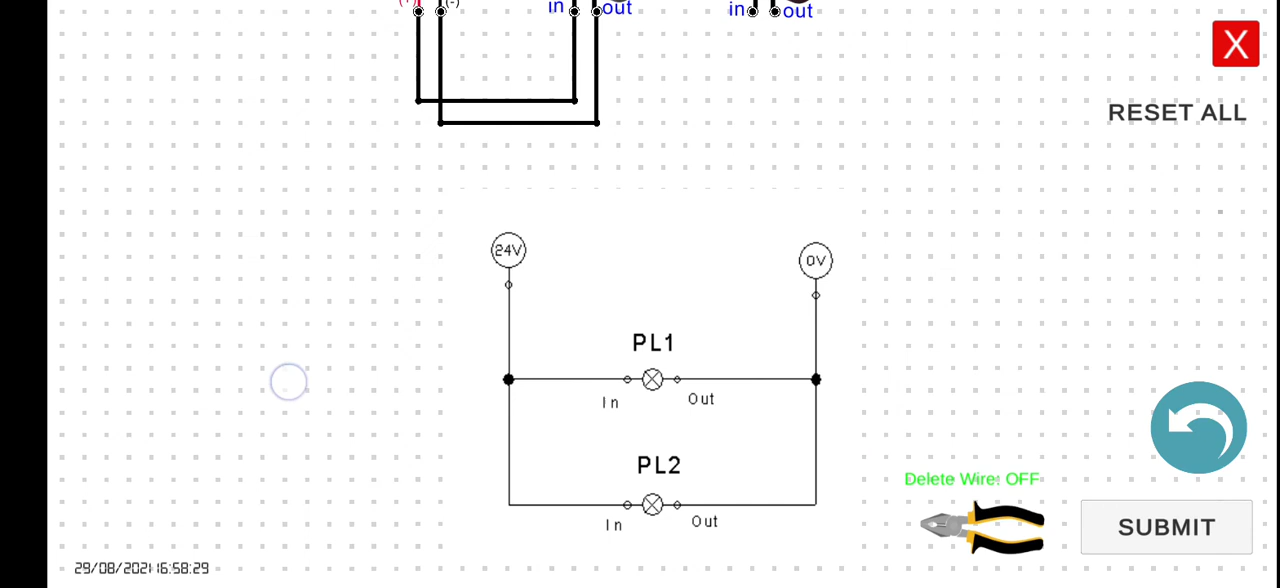 (+) (-) in out in out
X
RESET ALL
24V
0V
PL1
In Out
PL2
In Out
Delete Wire: OFF
SUBMIT
29/08/2021 16:58:29